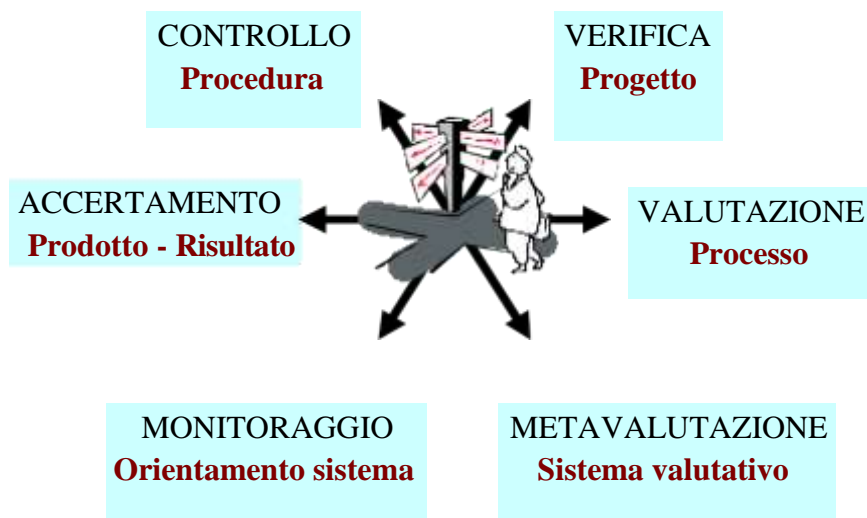 CONTROLLO
Procedura
VERIFICA
Progetto
ACCERTAMENTO
Prodotto - Risultato
VALUTAZIONE
Processo
MONITORAGGIO
Orientamento sistema
METAVALUTAZIONE
Sistema valutativo